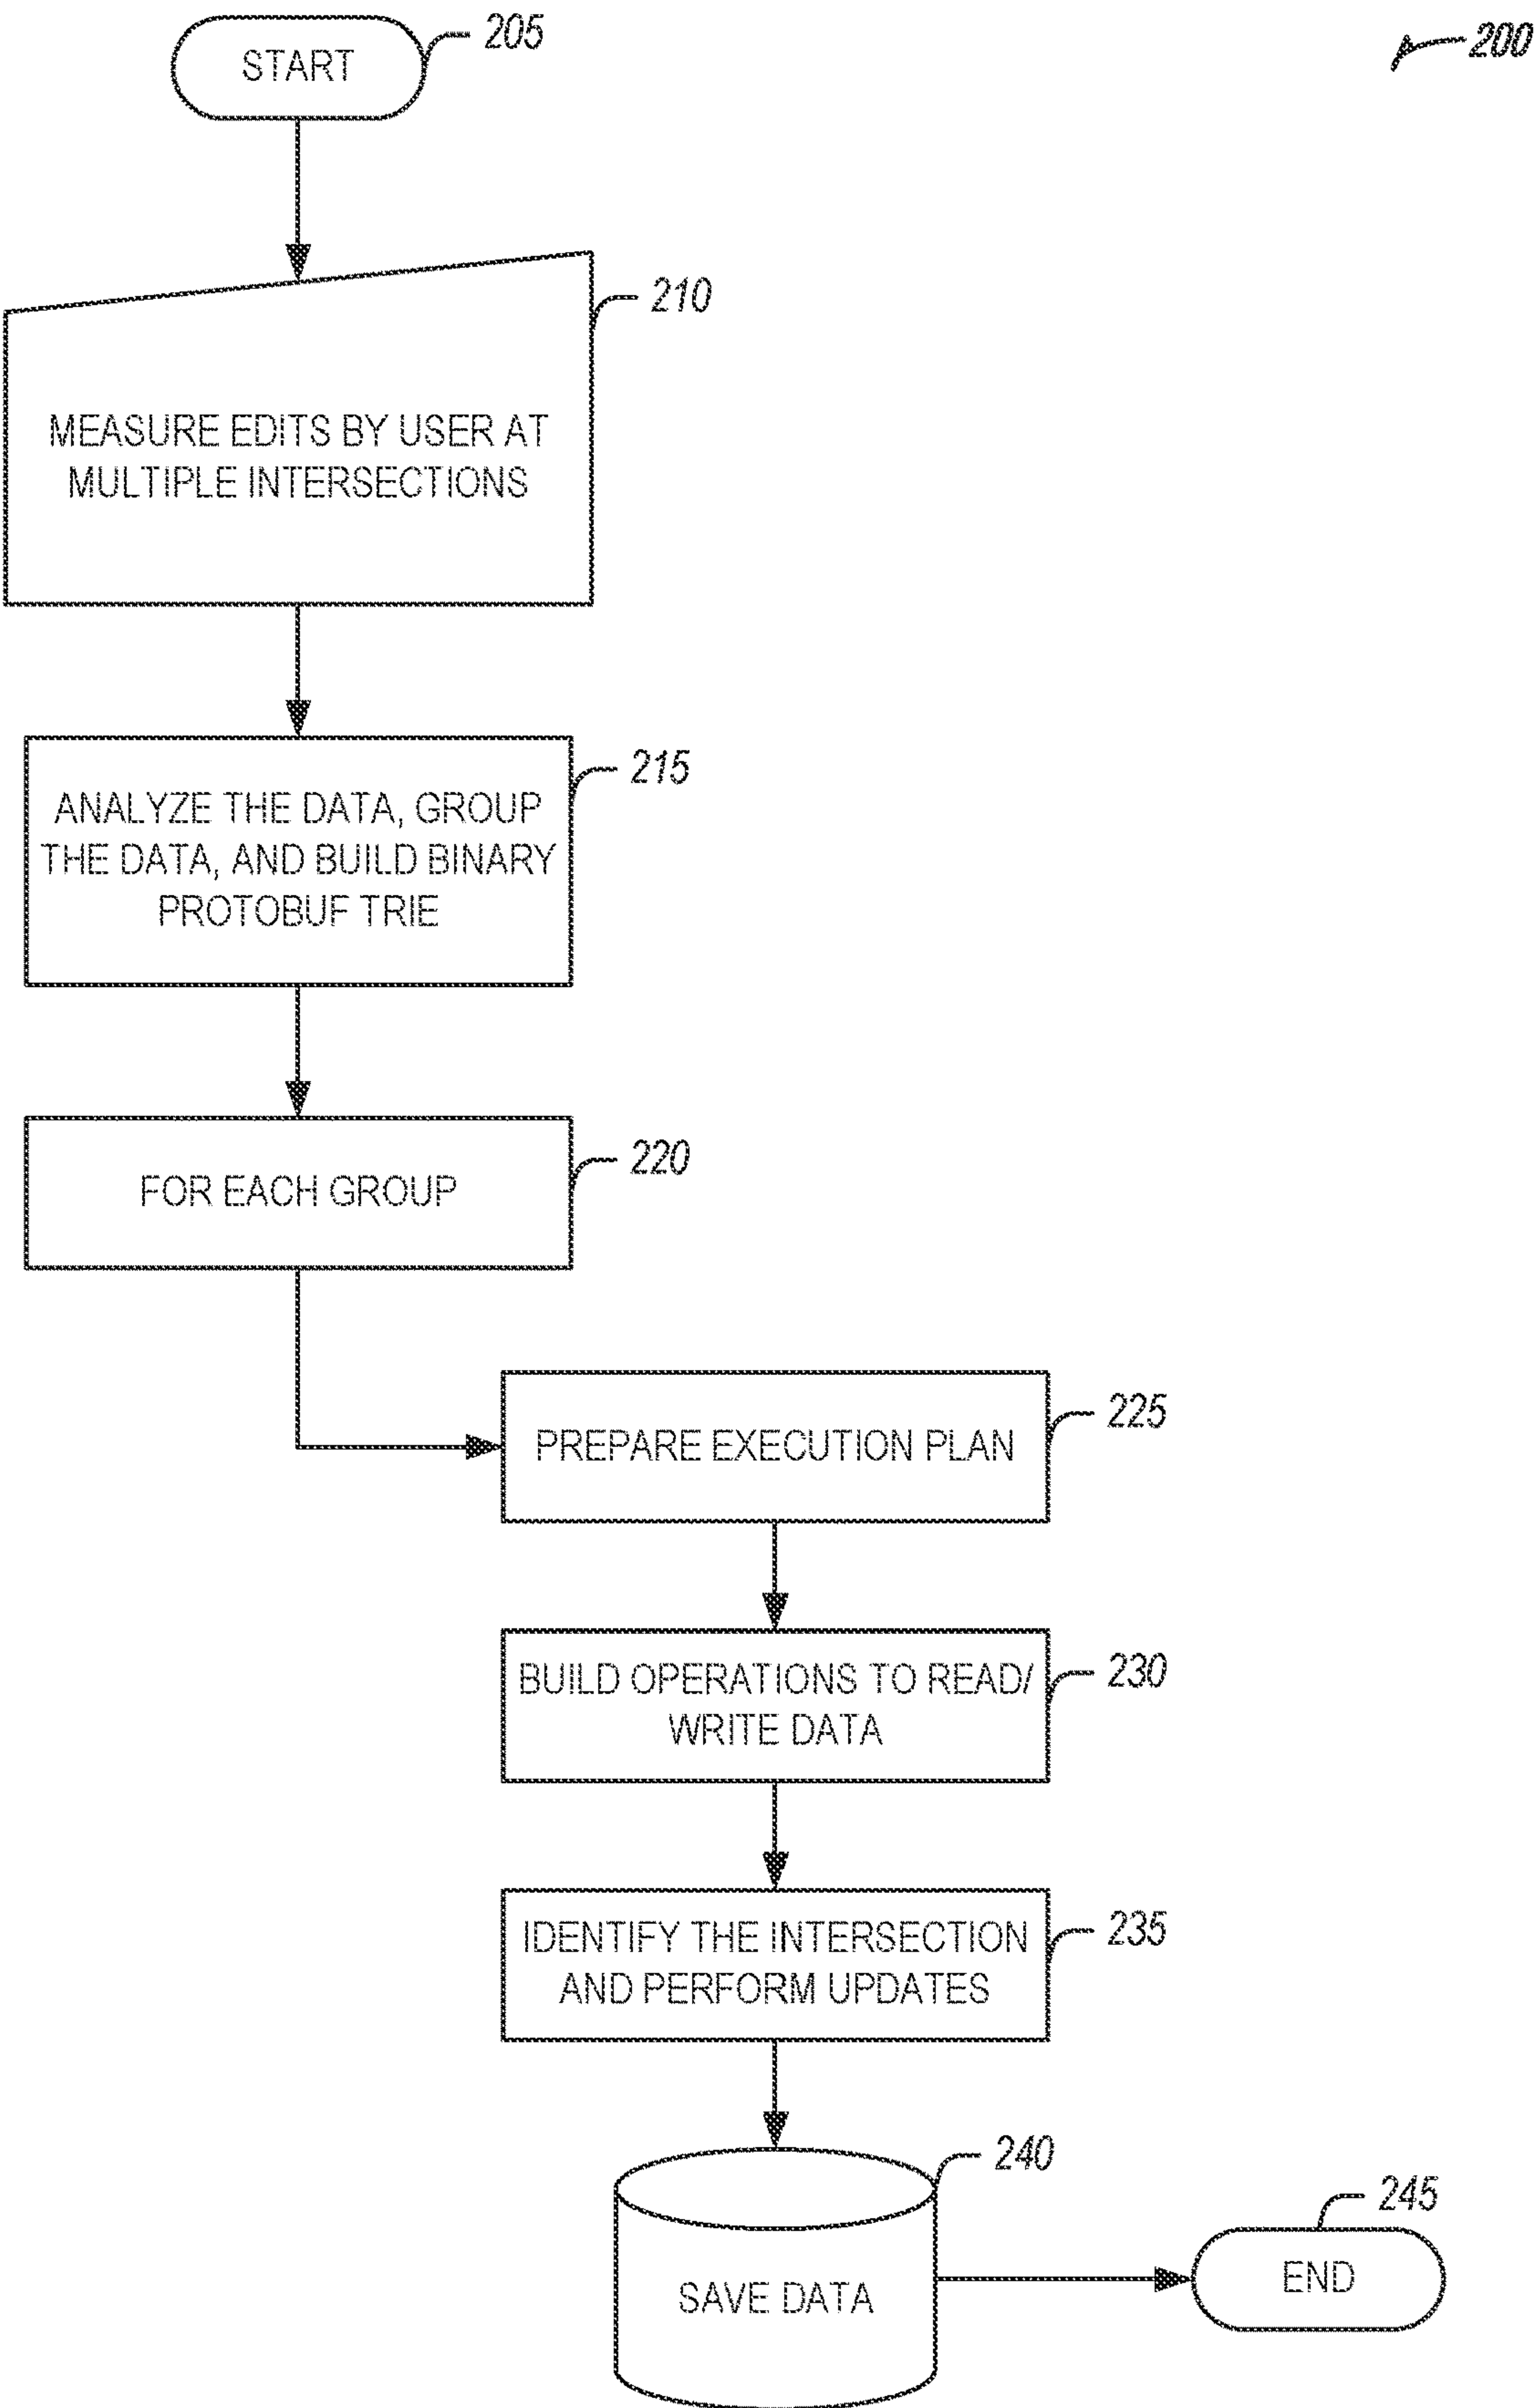 START
205
200
210
MEASURE EDITS BY USER AT
MULTIPLE INTERSECTIONS
215
ANALYZE THE DATA, GROUP
THE DATA, AND BUILD BINARY
PROTOBUF TRIE
220
FOR EACH GROUP
225
PREPARE EXECUTION PLAN
230
BUILD OPERATIONS TO READ/
WRITE DATA
235
IDENTIFY THE INTERSECTION
AND PERFORM UPDATES
240
SAVE DATA
245
END